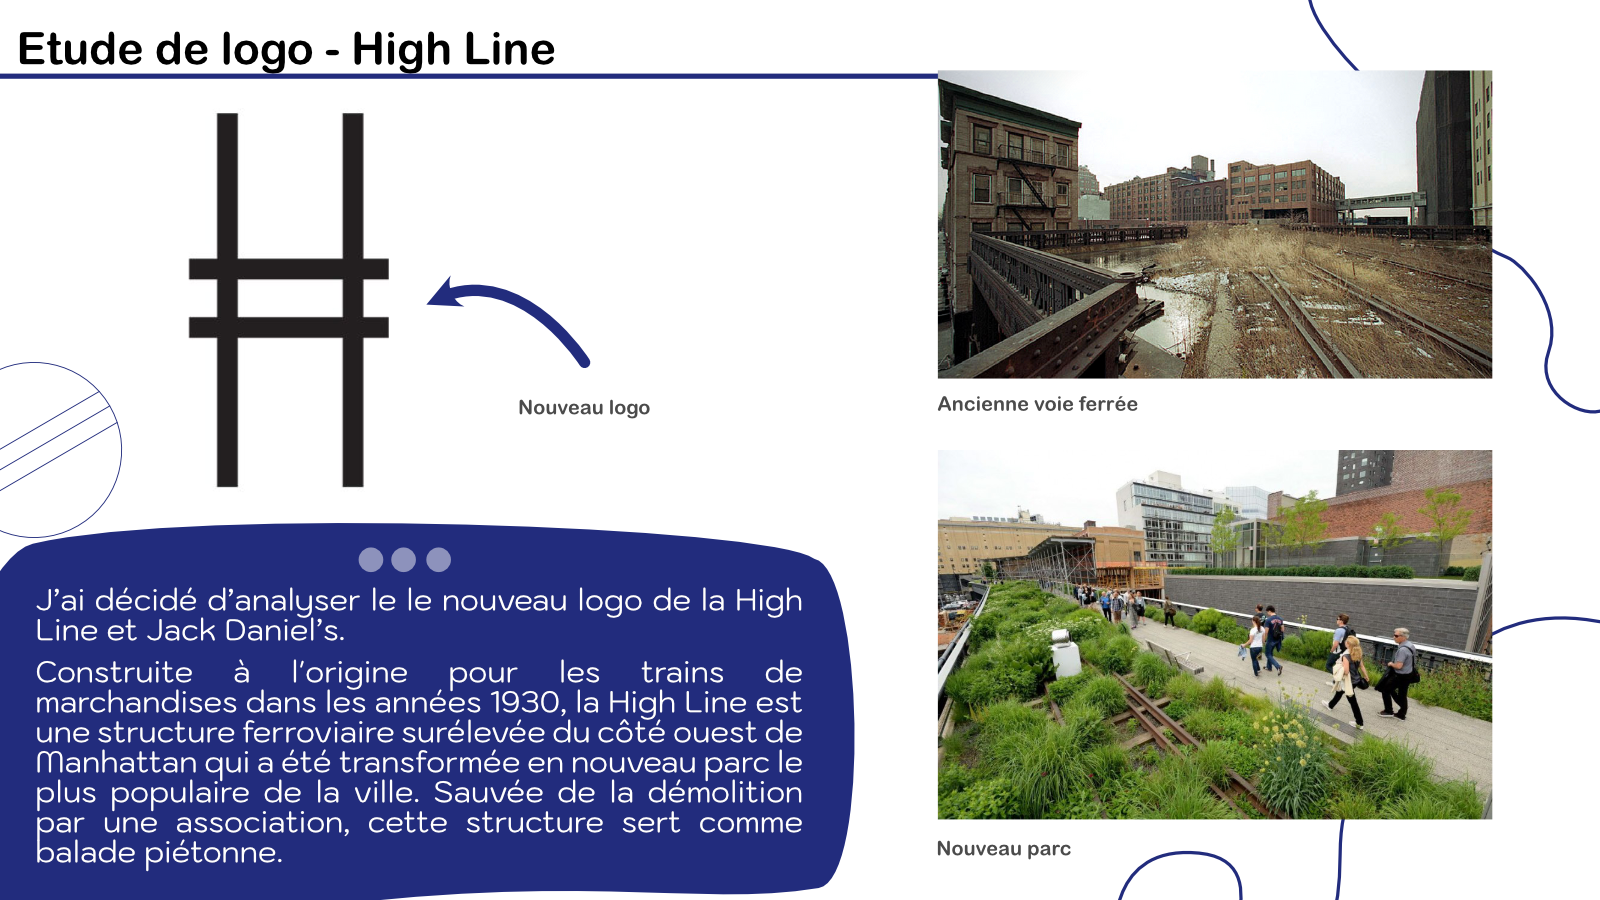 Etude de logo - High Line
Nouveau logo
Ancienne voie ferrée
Nouveau parc
J'ai décidé d'analyser le le nouveau logo de la High
Line et Jack Daniel's.
Construite à l'origine pour les trains de
marchandises dans les années 1930, la High Line est
une structure ferroviaire surélevée du côté ouest de
Manhattan qui a été transformée en nouveau parc le
plus populaire de la ville. Sauvée de la démolition
par une association, cette structure sert comme
balade piétonne.